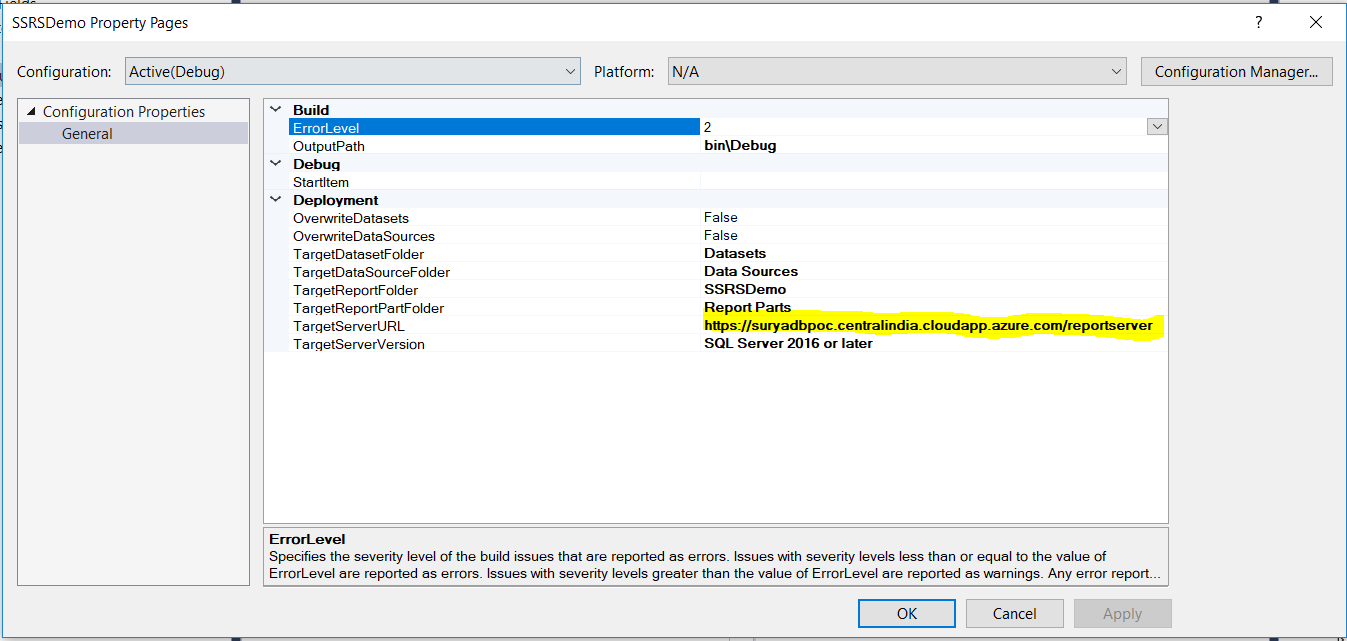 SSRSDemo Property Pages
?
Configuration: Active(Debug) Platform: N/A Configuration Manager...
Configuration Properties
General
Build
ErrorLevel 2
OutputPath bin\Debug
Debug
StartItem
Deployment
OverwriteDatasets False
OverwriteDataSources False
TargetDatasetFolder Datasets
TargetDataSourceFolder Data Sources
TargetReportFolder SSRSDemo
TargetReportPartFolder Report Parts
TargetServerURL https://suryadbpoc.centralindia.cloudapp.azure.com/reportserver
TargetServerVersion SQL Server 2016 or later
ErrorLevel
Specifies the severity level of the build issues that are reported as errors. Issues with severity levels less than or equal to the value of
ErrorLevel are reported as errors. Issues with severity levels greater than the value of ErrorLevel are reported as warnings. Any error report...
OK Cancel Apply